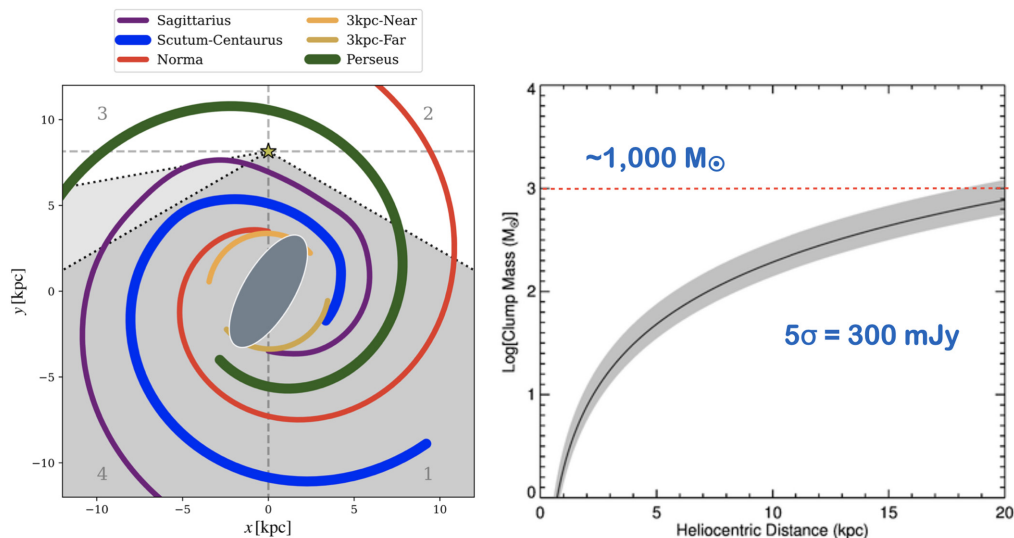 Sagittarius
Scutum-Centaurus
Norma
3kpc-Near
3kpc-Far
Perseus
3
2
4
1
10
5
0
−5
−10
y [kpc]
−10
−5
0
5
10
x [kpc]
~1,000 M☉
5σ = 300 mJy
4
3
2
1
0
Log[Clump Mass (M☉)]
0
5
10
15
20
Heliocentric Distance (kpc)